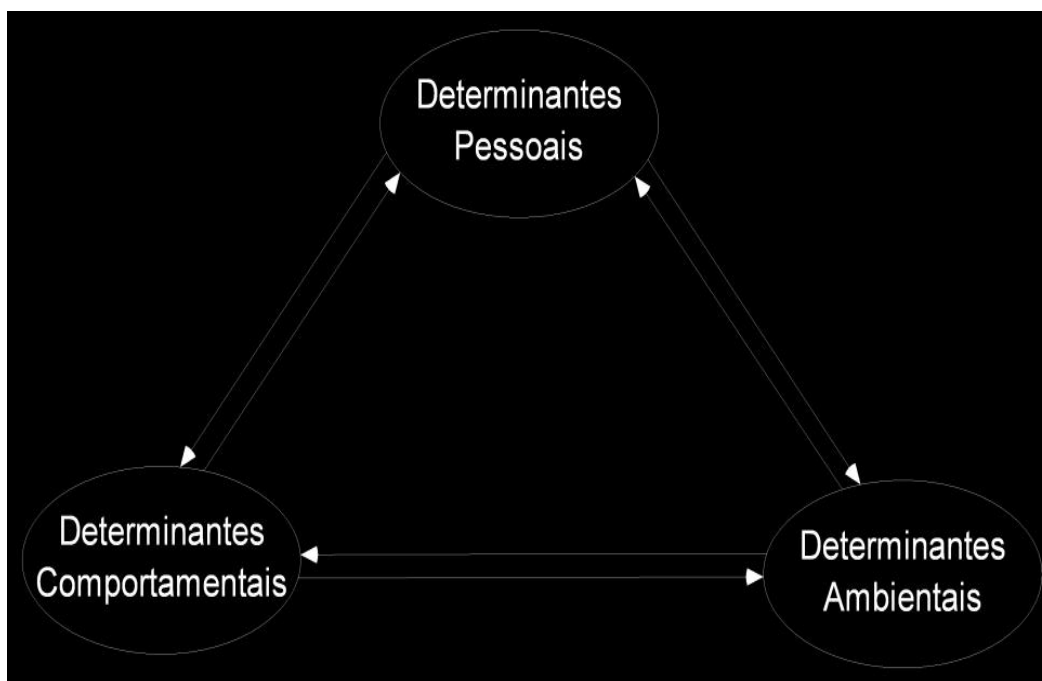 Determinantes
Pessoais
Determinantes
Comportamentais
Determinantes
Ambientais